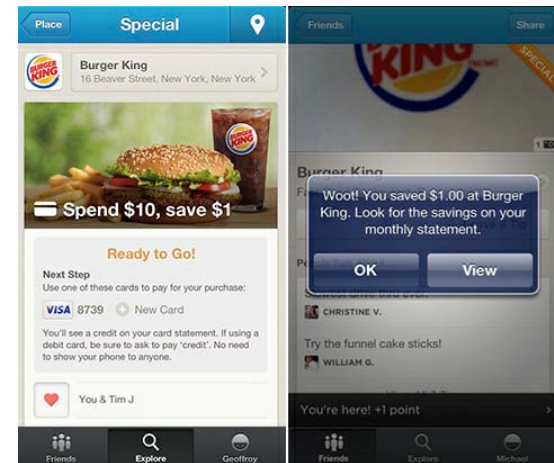 Place
Special
BURGER
KING
Burger King
16 Beaver Street, New York, New York
Spend $10, save $1
Ready to Go!
Next Step
Use one of these cards to pay for your purchase:
VISA 8739 New Card
You'll see a credit on your card statement. If using a
debit card, be sure to ask to pay 'credit'. No need
to show your phone to anyone.
You & Tim J
Friends
Explore
Geoffroy
Friends
Share
KING
SPECIAL
1
Burger King
Woot! You saved $1.00 at Burger
King. Look for the savings on your
monthly statement.
OK
View
Slowest drive thru ever.
CHRISTINE V.
Try the funnel cake sticks!
WILLIAM G.
You're here! +1 point
Friends
Explore
Michael